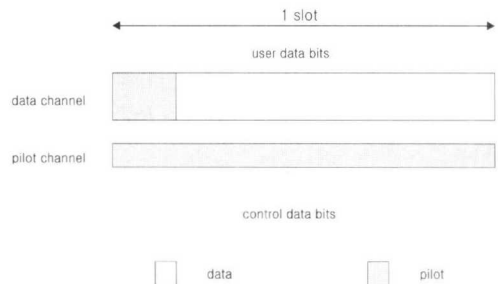 1 slot
user data bits
data channel
pilot channel
control data bits
data
pilot